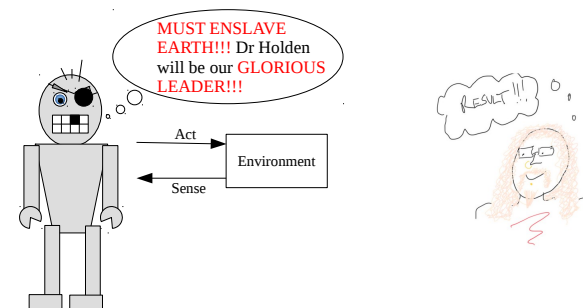 MUST ENSLAVE
EARTH!!! Dr Holden
will be our GLORIOUS
LEADER!!!
RESULT!!!
Act
Environment
Sense